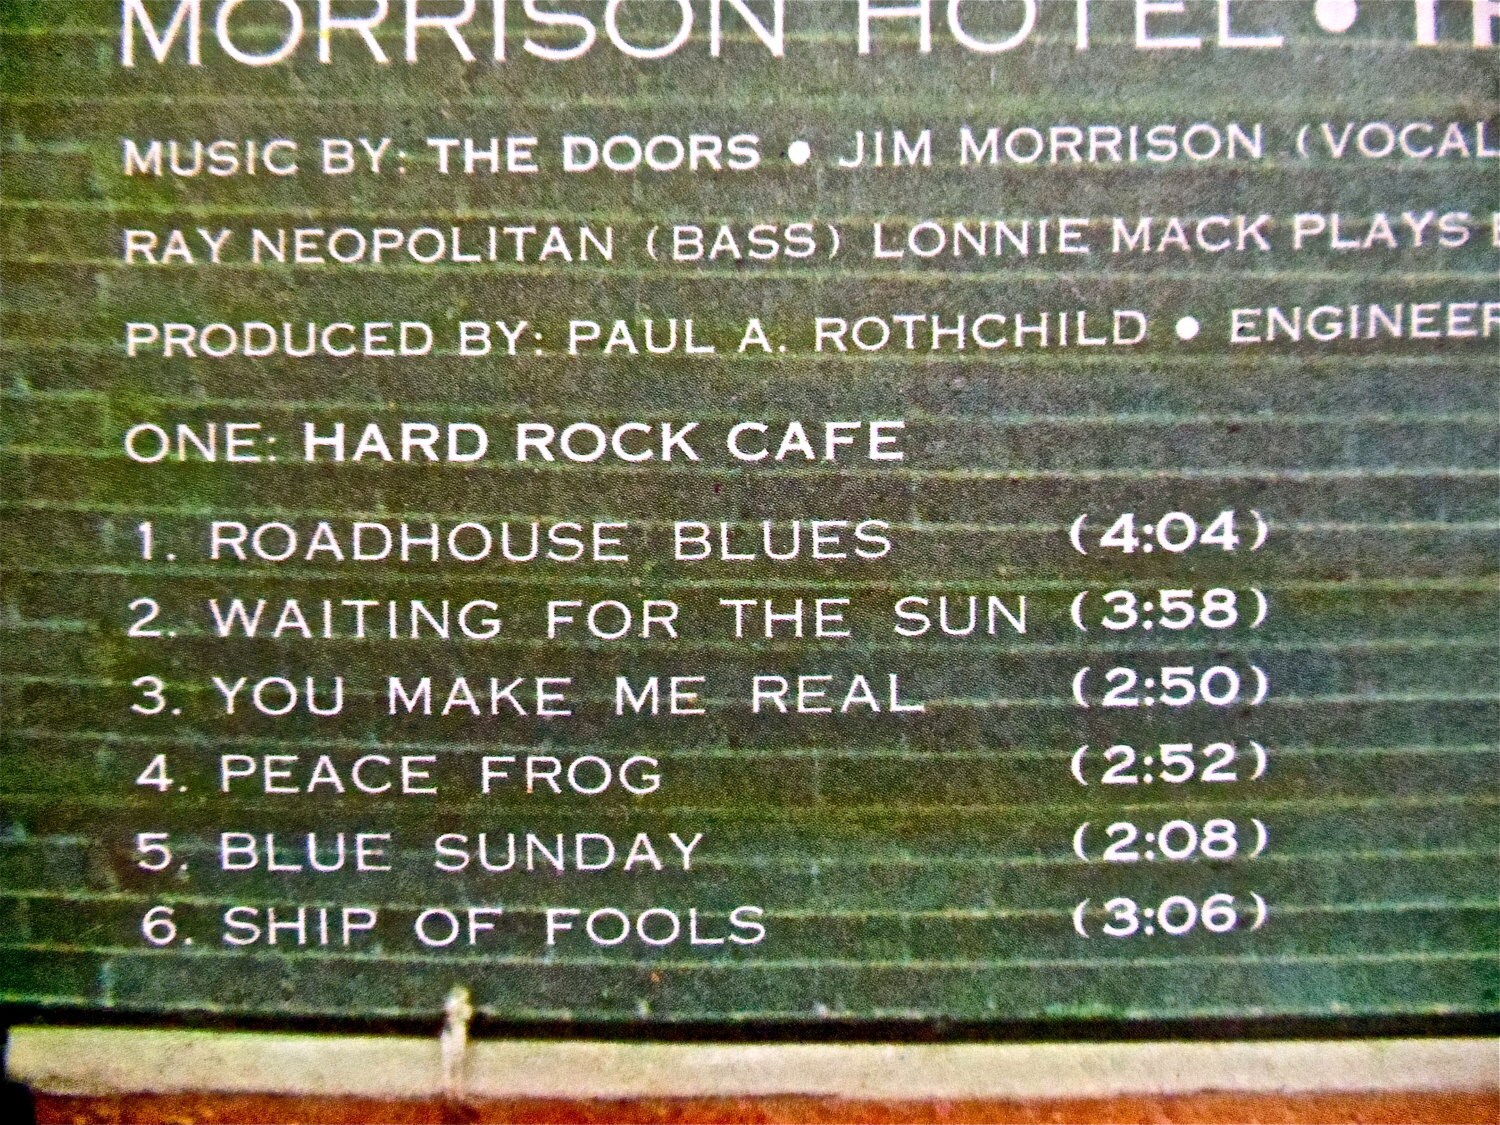 MORRISON HOTEL •
MUSIC BY: THE DOORS • JIM MORRISON (VOCAL
RAY NEOPOLITAN (BASS) LONNIE MACK PLAYS
PRODUCED BY: PAUL A. ROTHCHILD • ENGINEER
ONE: HARD ROCK CAFE
1. ROADHOUSE BLUES (4:04)
2. WAITING FOR THE SUN (3:58)
3. YOU MAKE ME REAL (2:50)
4. PEACE FROG (2:52)
5. BLUE SUNDAY (2:08)
6. SHIP OF FOOLS (3:06)